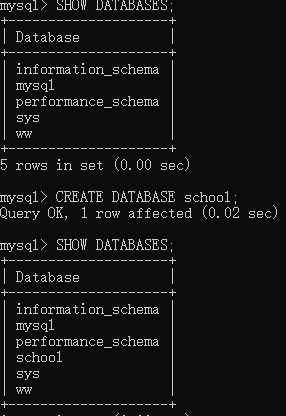 mysql> SHOW DATABASES;
+--------------------+
| Database           |
+--------------------+
| information_schema |
| mysql              |
| performance_schema |
| sys                |
| ww                 |
+--------------------+
5 rows in set (0.00 sec)
mysql> CREATE DATABASE school;
Query OK, 1 row affected (0.02 sec)
mysql> SHOW DATABASES;
+--------------------+
| Database           |
+--------------------+
| information_schema |
| mysql              |
| performance_schema |
| school             |
| sys                |
| ww                 |
+--------------------+